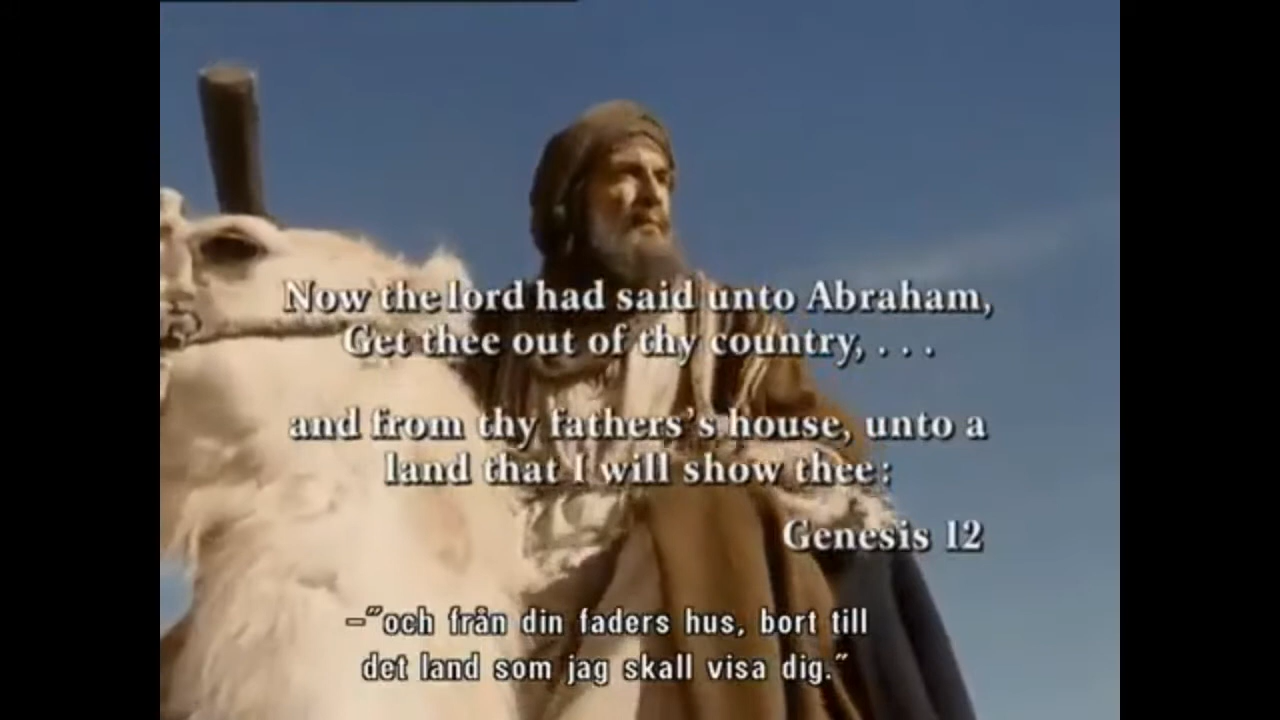 Now the lord had said unto Abraham,
Get thee out of thy country, . . .
and from thy fathers's house, unto a
land that I will show thee:
Genesis 12
–"och från din faders hus, bort till
det land som jag skall visa dig."